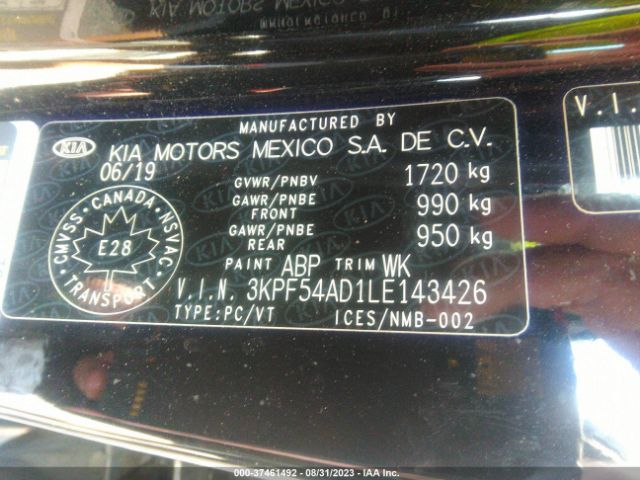 MANUFACTURED BY
KIA KIA MOTORS MEXICO S.A. DE C.V.
06/19
GVWR/PNBV 1720 kg
GAWR/PNBE FRONT 990 kg
GAWR/PNBE REAR 950 kg
CMVSS • CANADA • NSVAC • TRANSPORT •
E28
PAINT ABP TRIM WK
V.I.N. 3KPF54AD1LE143426
TYPE:PC/VT ICES/NMB-002
V.I.N
000-37461492 - 08/31/2023 - IAA Inc.